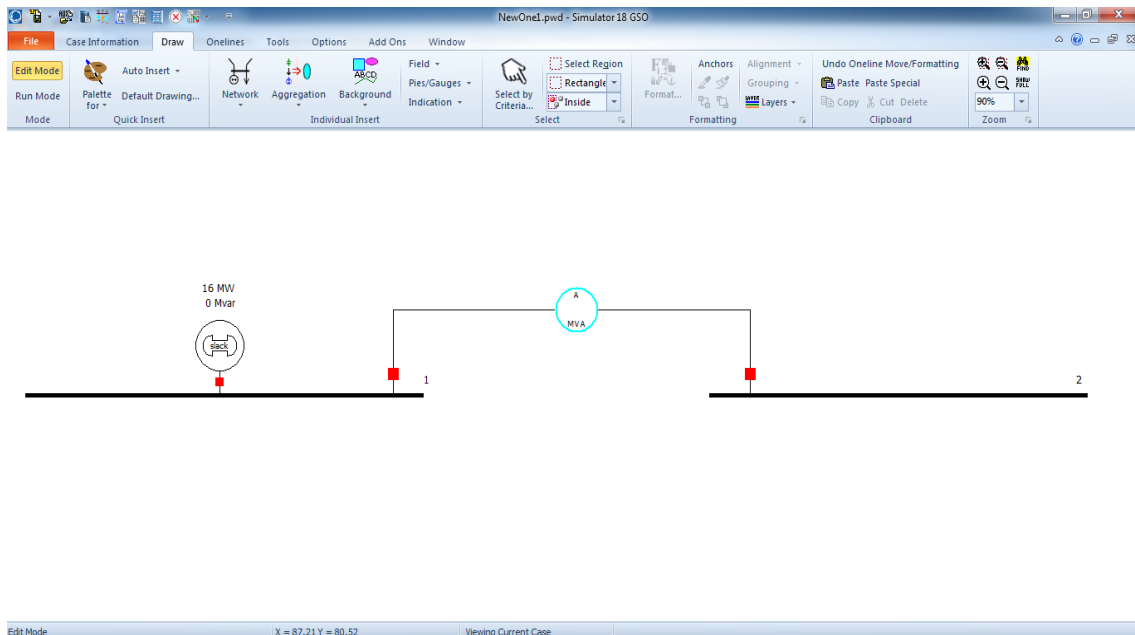 NewOne1.pwd - Simulator 18 GSO
File Case Information Draw Onelines Tools Options Add Ons Window
Edit Mode
Run Mode
Mode
Palette for
Auto Insert
Default Drawing...
Quick Insert
Network
Aggregation
ABCD
Background
Field
Pies/Gauges
Indication
Individual Insert
Select by Criteria...
Select Region
Rectangle
Inside
Select
Format...
Anchors
Alignment
Grouping
Layers
Formatting
Undo Oneline Move/Formatting
Paste Paste Special
Copy Cut Delete
Clipboard
FIND
SHOW FULL
90%
Zoom
16 MW
0 Mvar
slack
A
MVA
1
2
Edit Mode X = 87.21 Y = 80.52 Viewing Current Case